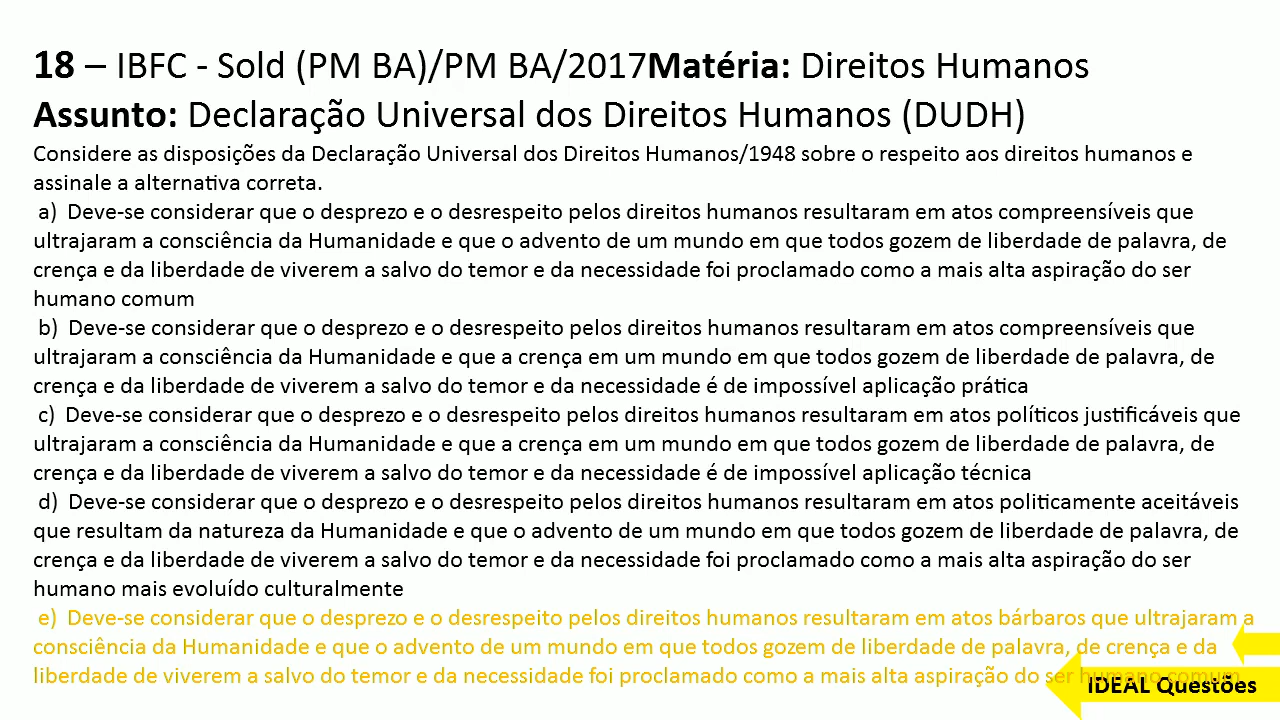 18 – IBFC - Sold (PM BA)/PM BA/2017Matéria: Direitos Humanos
Assunto: Declaração Universal dos Direitos Humanos (DUDH)
Considere as disposições da Declaração Universal dos Direitos Humanos/1948 sobre o respeito aos direitos humanos e
assinale a alternativa correta.
a) Deve-se considerar que o desprezo e o desrespeito pelos direitos humanos resultaram em atos compreensíveis que
ultrajaram a consciência da Humanidade e que o advento de um mundo em que todos gozem de liberdade de palavra, de
crença e da liberdade de viverem a salvo do temor e da necessidade foi proclamado como a mais alta aspiração do ser
humano comum
b) Deve-se considerar que o desprezo e o desrespeito pelos direitos humanos resultaram em atos compreensíveis que
ultrajaram a consciência da Humanidade e que a crença em um mundo em que todos gozem de liberdade de palavra, de
crença e da liberdade de viverem a salvo do temor e da necessidade é de impossível aplicação prática
c) Deve-se considerar que o desprezo e o desrespeito pelos direitos humanos resultaram em atos políticos justificáveis que
ultrajaram a consciência da Humanidade e que a crença em um mundo em que todos gozem de liberdade de palavra, de
crença e da liberdade de viverem a salvo do temor e da necessidade é de impossível aplicação técnica
d) Deve-se considerar que o desprezo e o desrespeito pelos direitos humanos resultaram em atos politicamente aceitáveis
que resultam da natureza da Humanidade e que o advento de um mundo em que todos gozem de liberdade de palavra, de
crença e da liberdade de viverem a salvo do temor e da necessidade foi proclamado como a mais alta aspiração do ser
humano mais evoluído culturalmente
e) Deve-se considerar que o desprezo e o desrespeito pelos direitos humanos resultaram em atos bárbaros que ultrajaram a
consciência da Humanidade e que o advento de um mundo em que todos gozem de liberdade de palavra, de crença e da
liberdade de viverem a salvo do temor e da necessidade foi proclamado como a mais alta aspiração do ser humano comum
IDEAL Questões